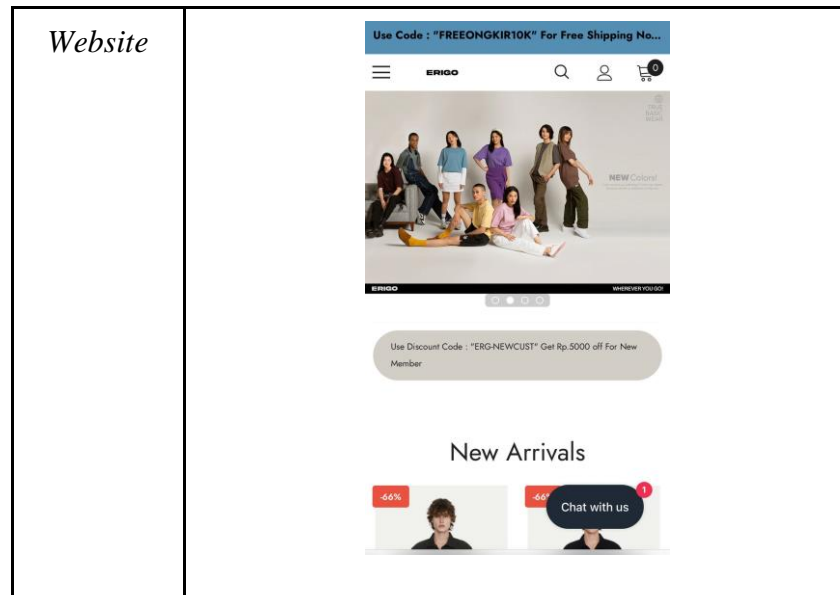 Website
Use Code : "FREEONGKIR10K" For Free Shipping No...
ERIGO
0
NEW Colors!
ERIGO
WHEREVER YOU GO!
Use Discount Code : "ERG-NEWCUST" Get Rp.5000 off For New
Member
New Arrivals
-66%
-66%
1
Chat with us